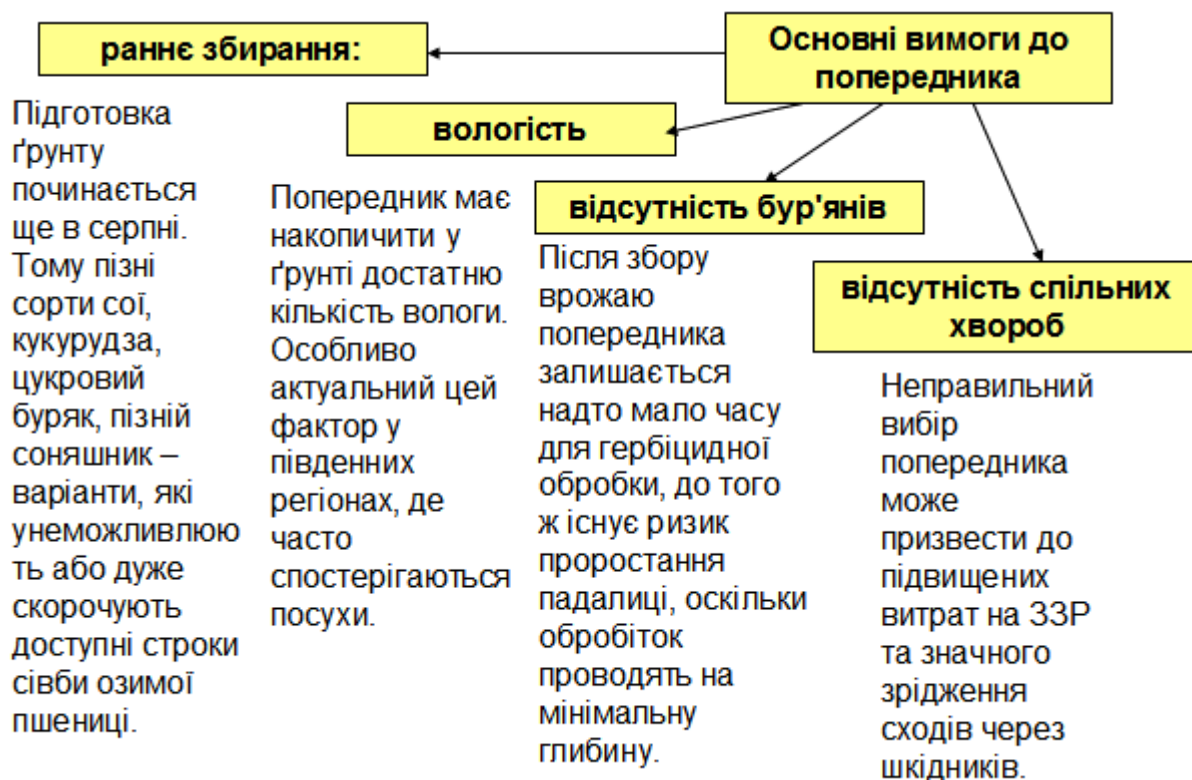 Основні вимоги до
попередника
раннє збирання:
Підготовка
ґрунту
починається
ще в серпні.
Тому пізні
сорти сої,
кукурудза,
цукровий
буряк, пізній
соняшник –
варіанти, які
унеможливлюю
ть або дуже
скорочують
доступні строки
сівби озимої
пшениці.
вологість
Попередник має
накопичити у
ґрунті достатню
кількість вологи.
Особливо
актуальний цей
фактор у
південних
регіонах, де
часто
спостерігаються
посухи.
відсутність бур'янів
Після збору
врожаю
попередника
залишається
надто мало часу
для гербіцидної
обробки, до того
ж існує ризик
проростання
падалиці, оскільки
обробіток
проводять на
мінімальну
глибину.
відсутність спільних
хвороб
Неправильний
вибір
попередника
може
призвести до
підвищених
витрат на ЗЗР
та значного
зрідження
сходів через
шкідників.